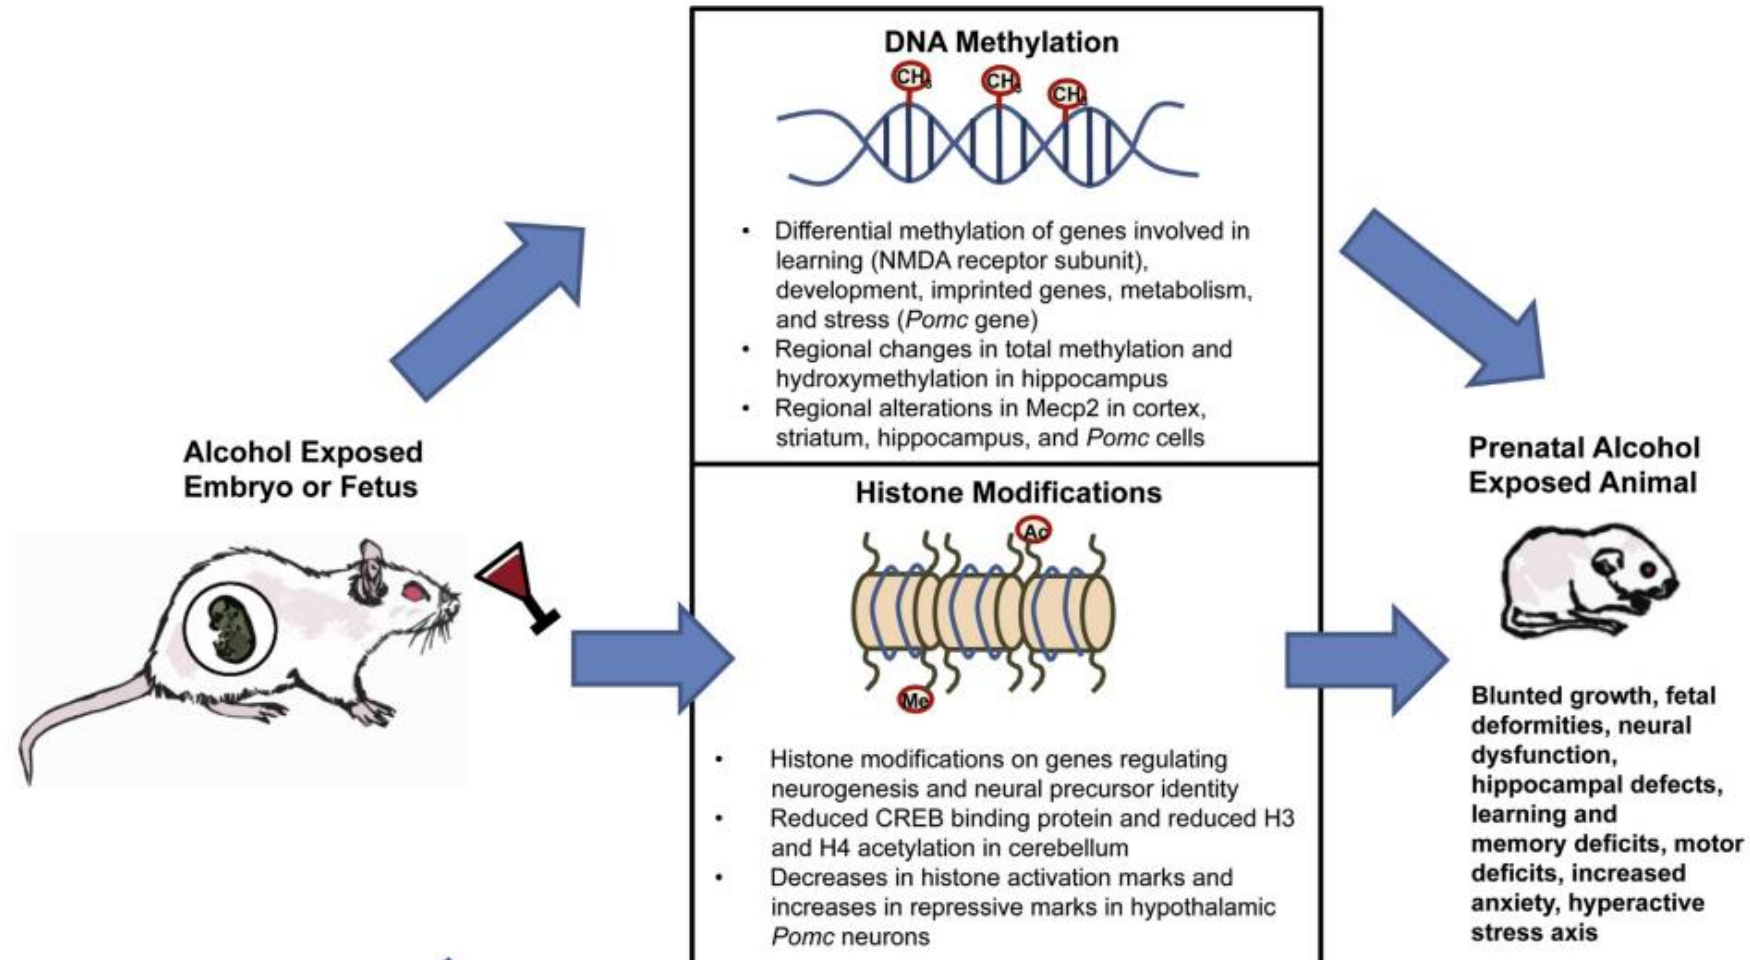 DNA Methylation
CH3
CH3
CH3
• Differential methylation of genes involved in
learning (NMDA receptor subunit),
development, imprinted genes, metabolism,
and stress (Pomc gene)
• Regional changes in total methylation and
hydroxymethylation in hippocampus
• Regional alterations in Mecp2 in cortex,
striatum, hippocampus, and Pomc cells
Alcohol Exposed
Embryo or Fetus
Histone Modifications
Ac
Me
• Histone modifications on genes regulating
neurogenesis and neural precursor identity
• Reduced CREB binding protein and reduced H3
and H4 acetylation in cerebellum
• Decreases in histone activation marks and
increases in repressive marks in hypothalamic
Pomc neurons
Prenatal Alcohol
Exposed Animal
Blunted growth, fetal
deformities, neural
dysfunction,
hippocampal defects,
learning and
memory deficits, motor
deficits, increased
anxiety, hyperactive
stress axis